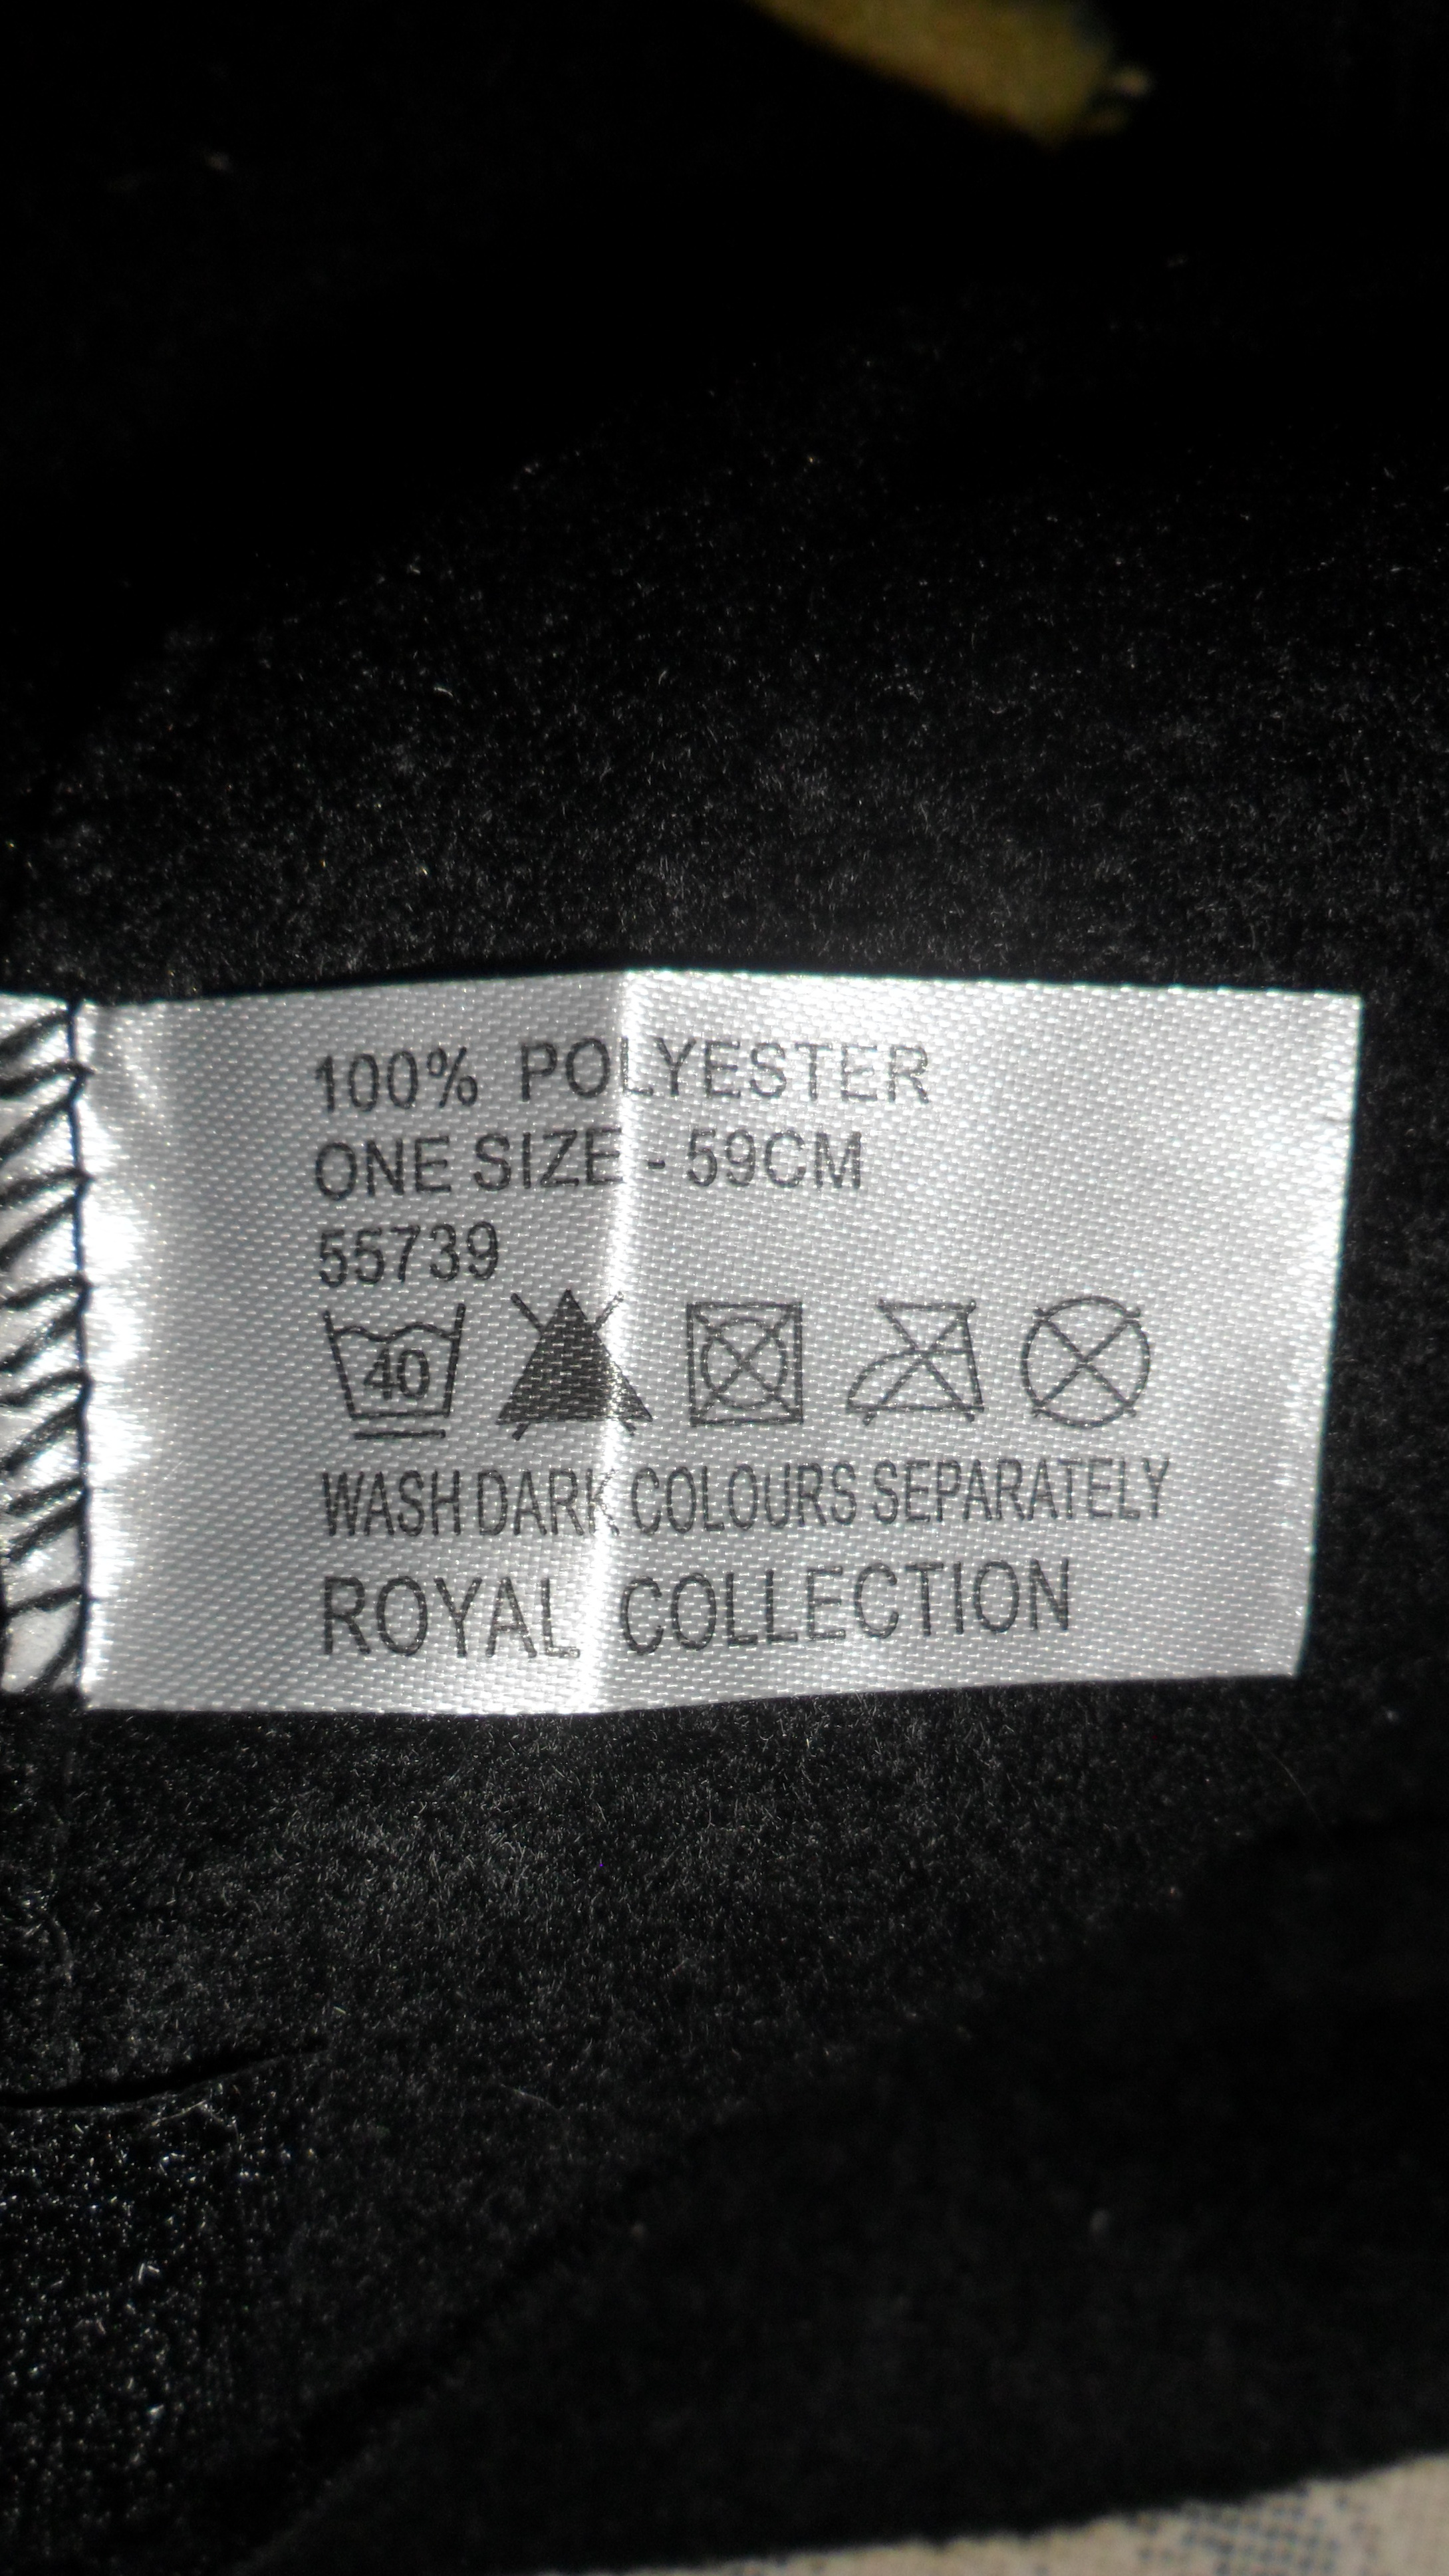 100% POLYESTER
ONE SIZE - 59CM
55739
40
WASH DARK COLOURS SEPARATELY
ROYAL COLLECTION